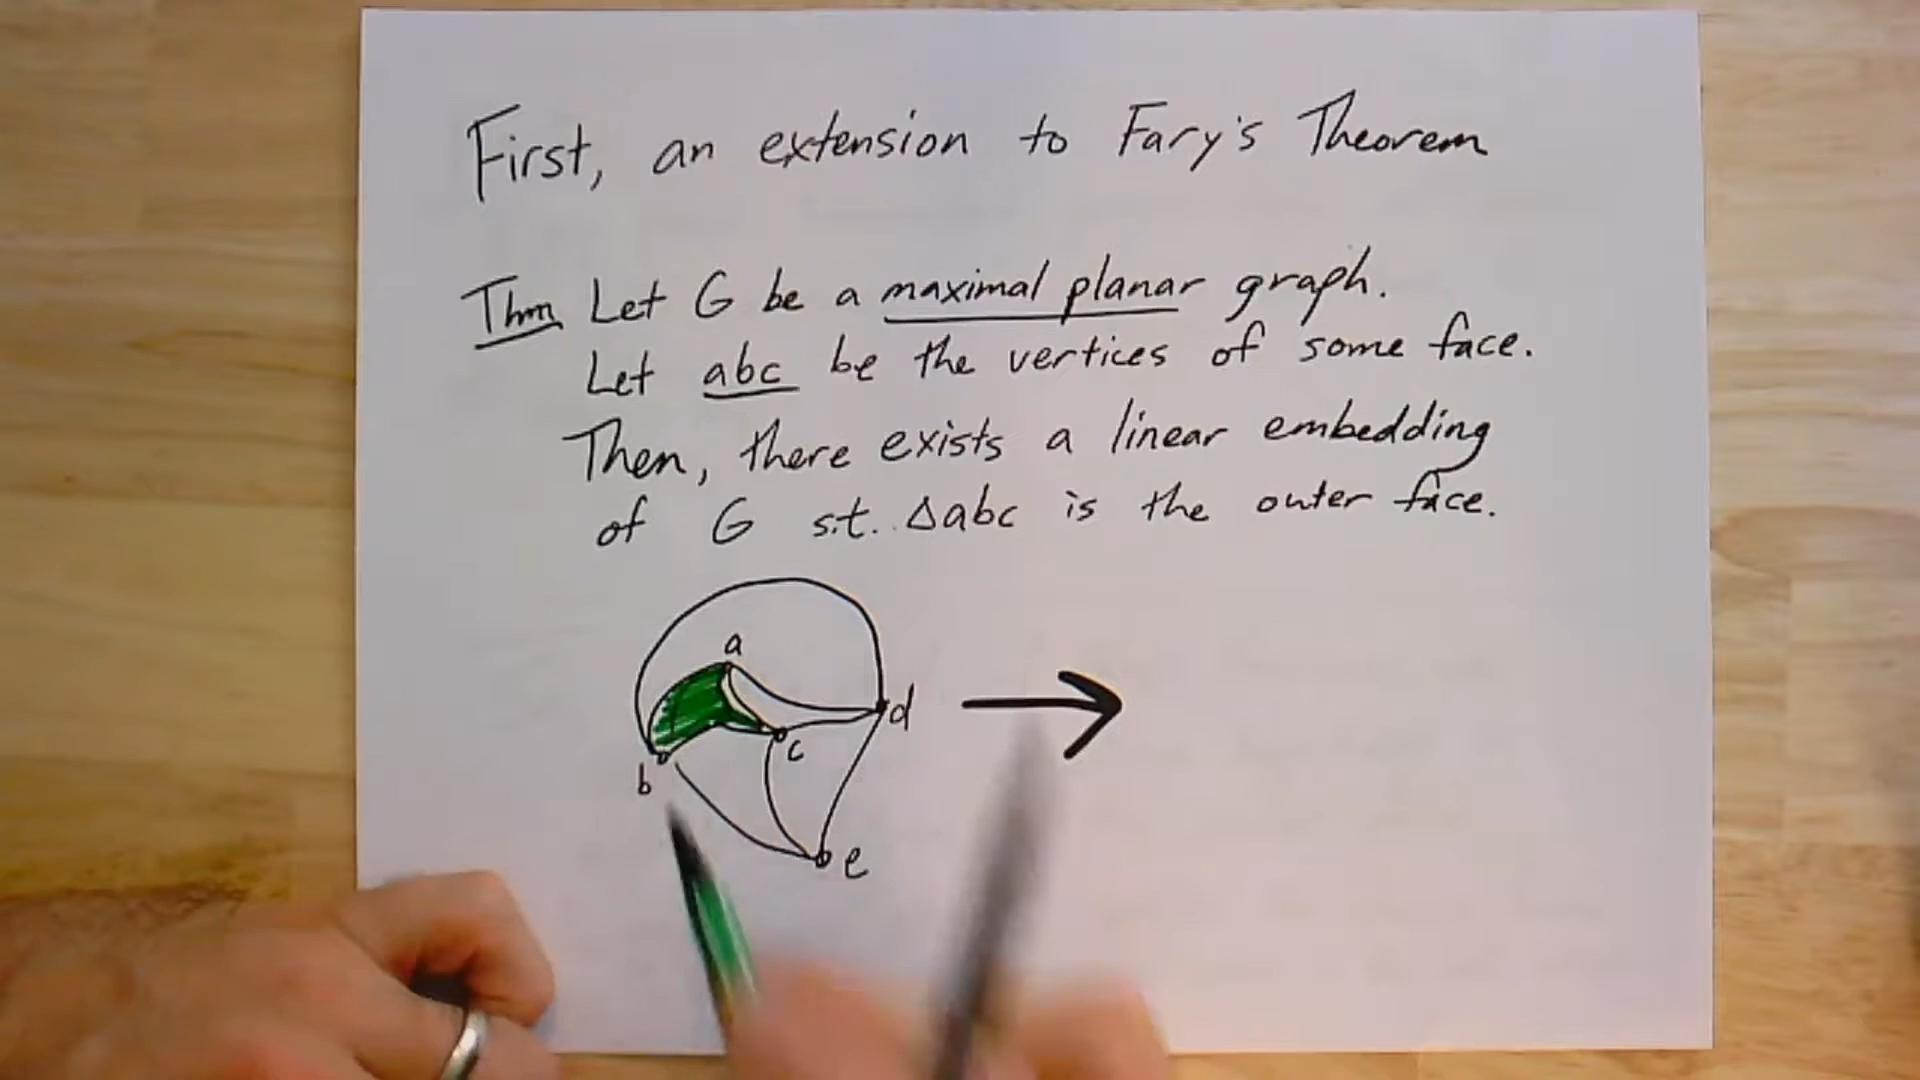 First, an extension to Fary's Theorem
Thm Let G be a maximal planar graph.
Let abc be the vertices of some face.
Then, there exists a linear embedding
of G s.t. Δabc is the outer face.
a
d
c
b
e